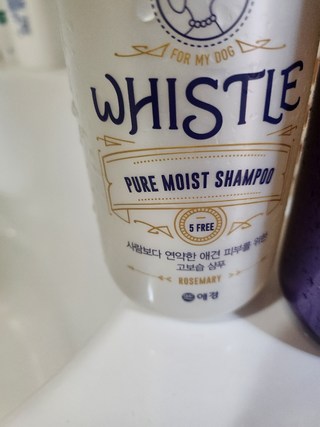 FOR MY DOG
WHISTLE
PURE MOIST SHAMPOO
5 FREE
사람보다 연약한 애견 피부를 위한
고보습 샴푸
ROSEMARY
애경